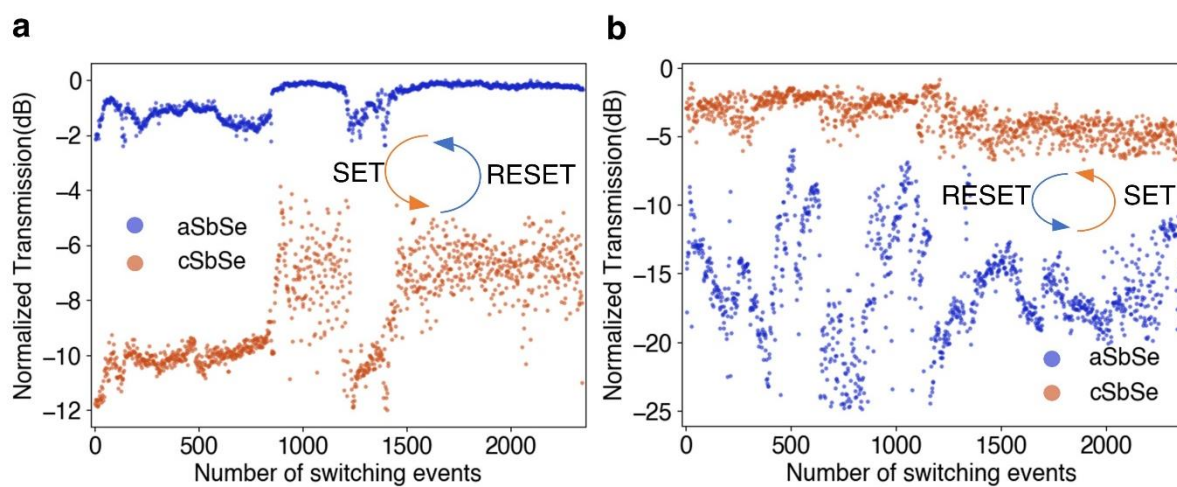 a
0
−2
−4
−6
−8
−10
−12
Normalized Transmission(dB)
SET
RESET
aSbSe
cSbSe
0
500
1000
1500
2000
Number of switching events
b
0
−5
−10
−15
−20
−25
Normalized Transmission(dB)
RESET
SET
aSbSe
cSbSe
0
500
1000
1500
2000
Number of switching events